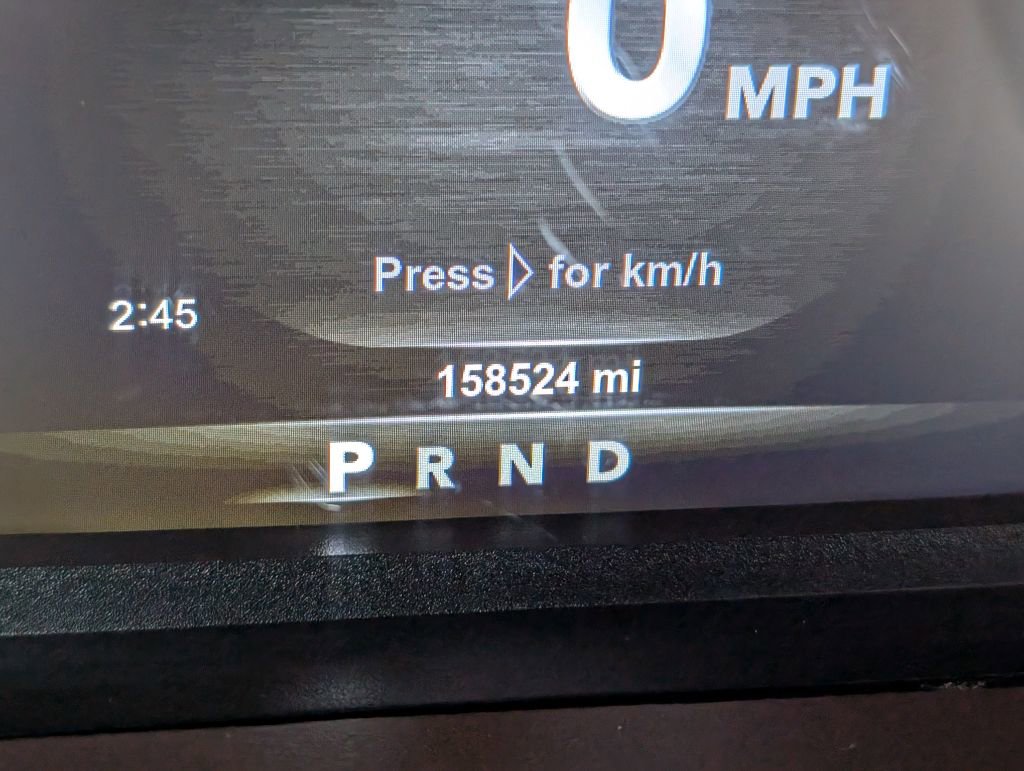 0 MPH
Press ▷ for km/h
2:45
158524 mi
P R N D